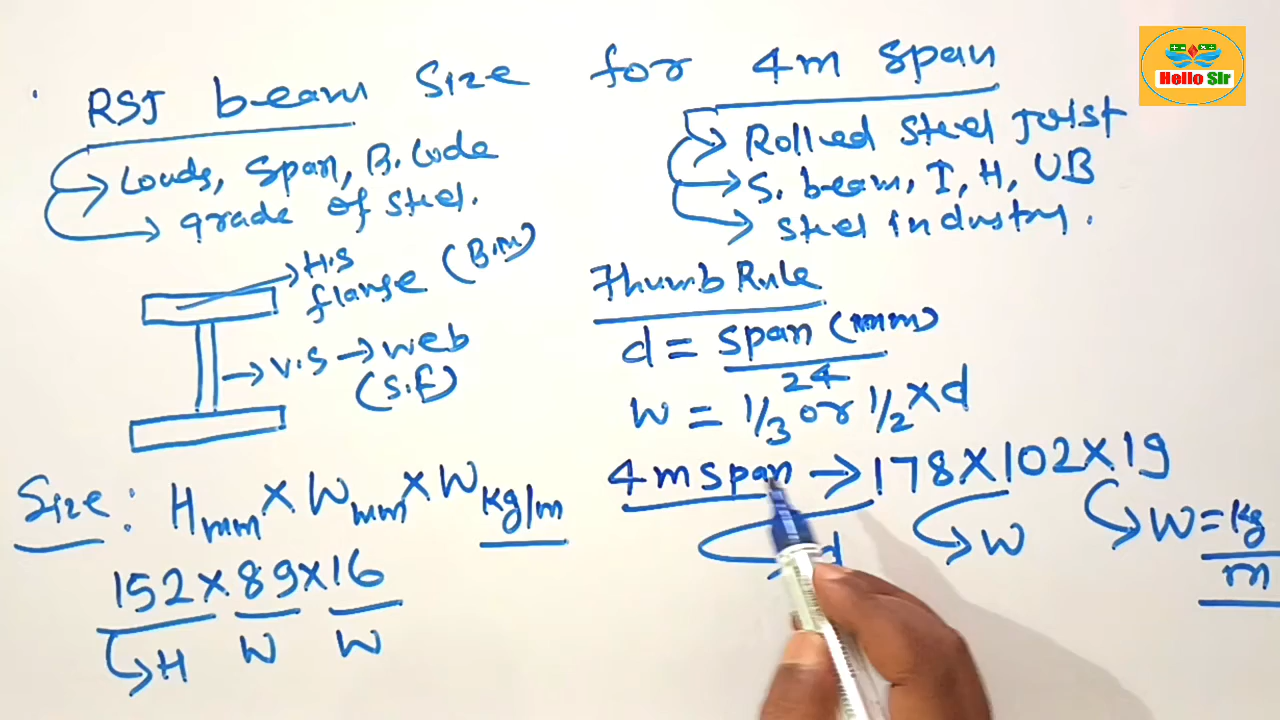 RSJ beam Size for 4m span
Loads, Span, B. Code
grade of steel.
Rolled Steel Joist
S. beam, I, H, UB
steel industry.
H.S
flange (B.M)
V.S → web
(S.F)
Thumb Rule
d = span (mm)
24
W = 1/3 or 1/2 × d
4m span → 178×102×19
d
W
W = kg
m
Size: Hmm × Wmm × W kg/m
152×89×16
H W W
Hello Sir